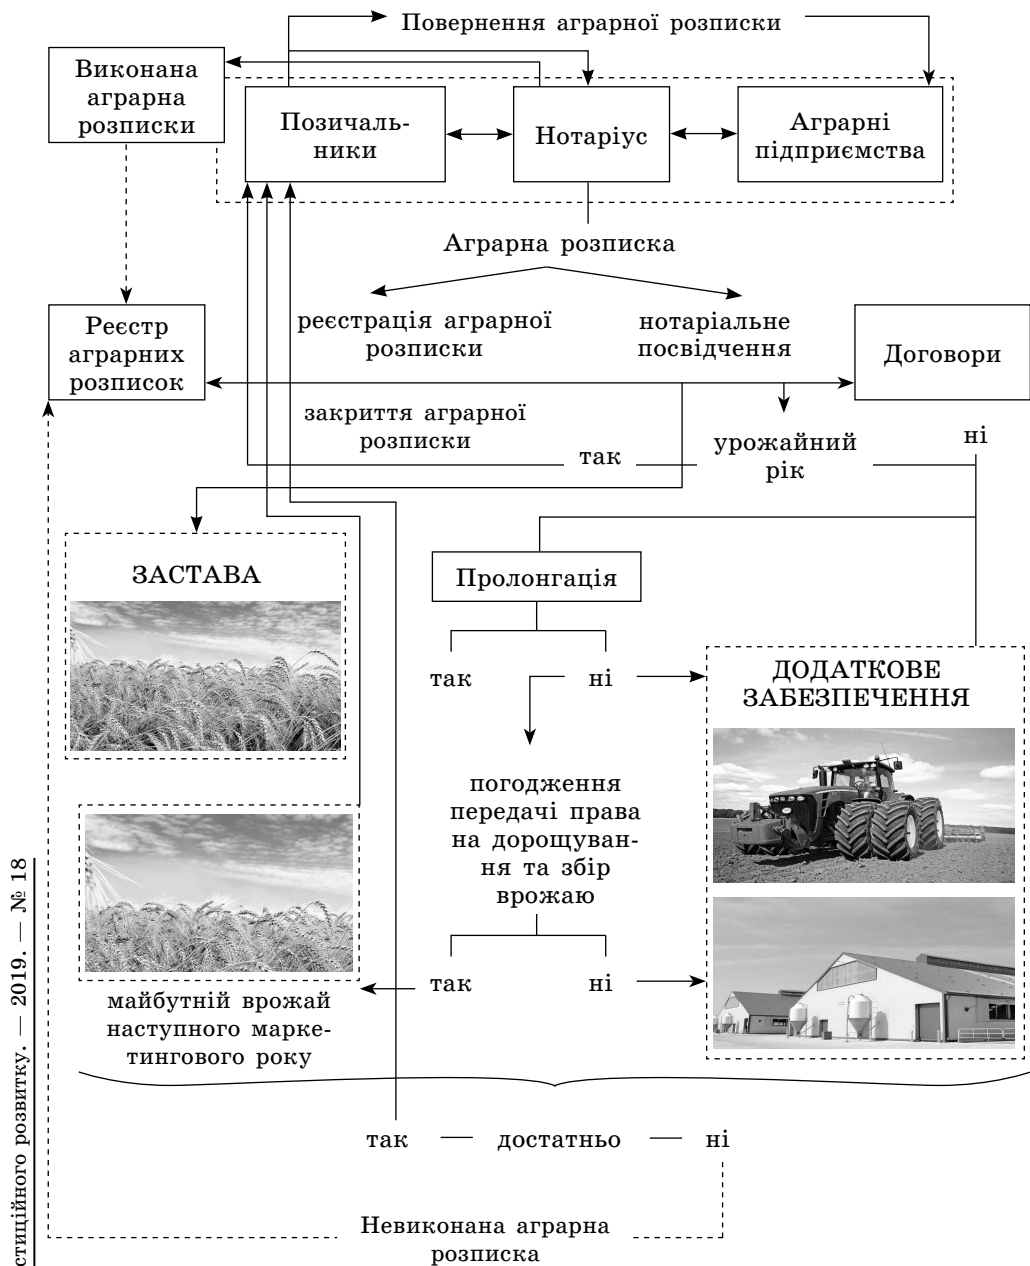 Повернення аграрної розписки
Виконана
аграрна
розписки
Позичаль-
ники
Нотаріус
Аграрні
підприємства
Аграрна розписка
Реєстр
аграрних
розписок
реєстрація аграрної
розписки
нотаріальне
посвідчення
Договори
закриття аграрної
розписки
так
урожайний
рік
ні
ЗАСТАВА
Пролонгація
так
ні
ДОДАТКОВЕ
ЗАБЕЗПЕЧЕННЯ
погодження
передачі права
на дорощуван-
ня та збір
врожаю
так
ні
майбутній врожай
наступного марке-
тингового року
так — достатньо — ні
Невиконана аграрна
розписка
стиційного розвитку. — 2019. — № 18